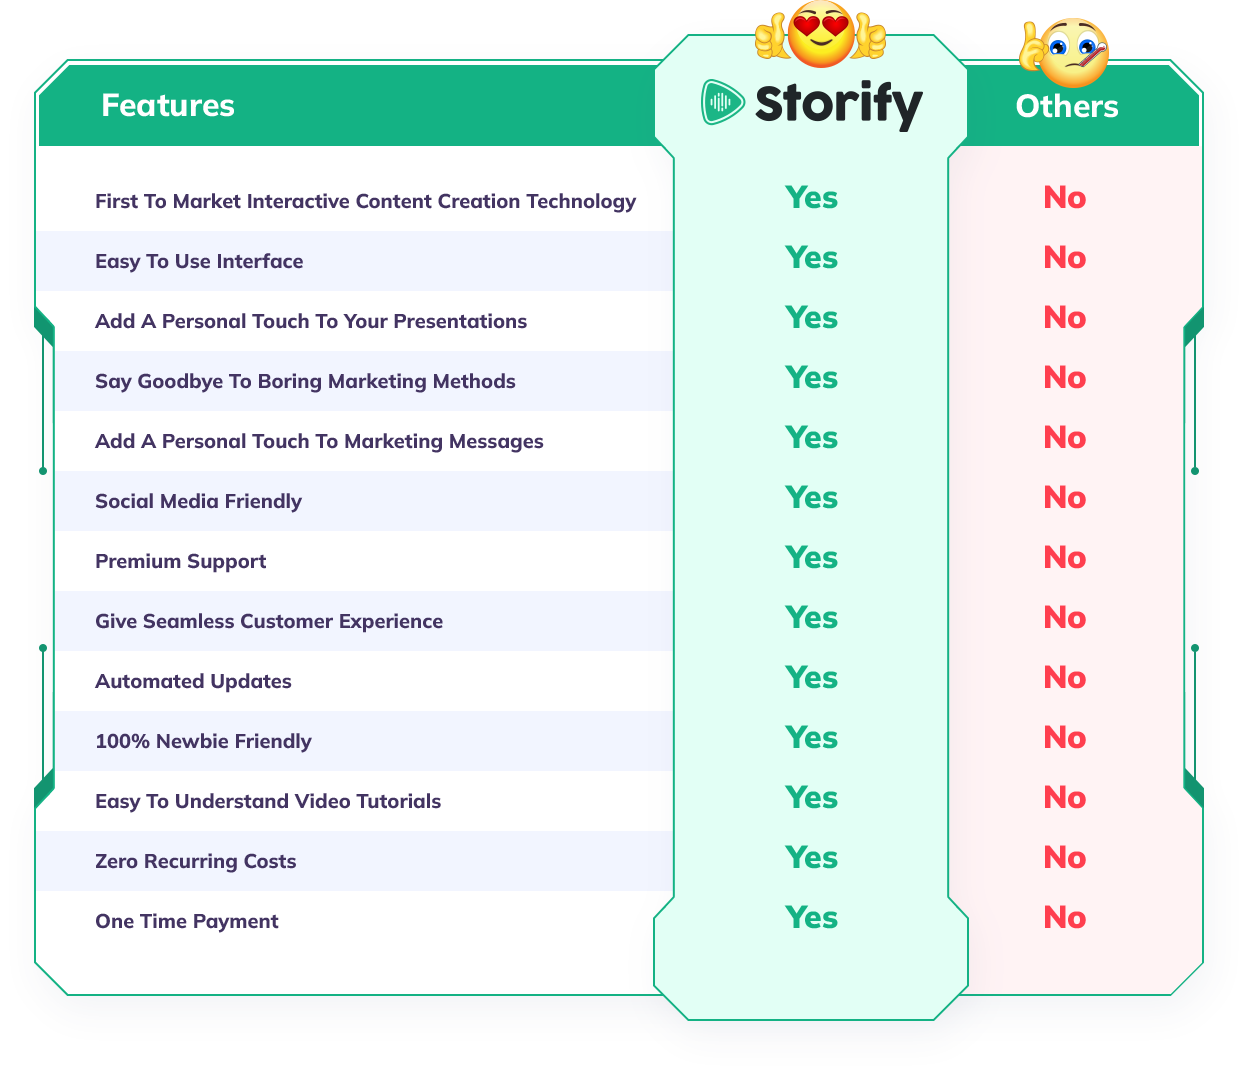 Features Storify Others
First To Market Interactive Content Creation Technology Yes No
Easy To Use Interface Yes No
Add A Personal Touch To Your Presentations Yes No
Say Goodbye To Boring Marketing Methods Yes No
Add A Personal Touch To Marketing Messages Yes No
Social Media Friendly Yes No
Premium Support Yes No
Give Seamless Customer Experience Yes No
Automated Updates Yes No
100% Newbie Friendly Yes No
Easy To Understand Video Tutorials Yes No
Zero Recurring Costs Yes No
One Time Payment Yes No